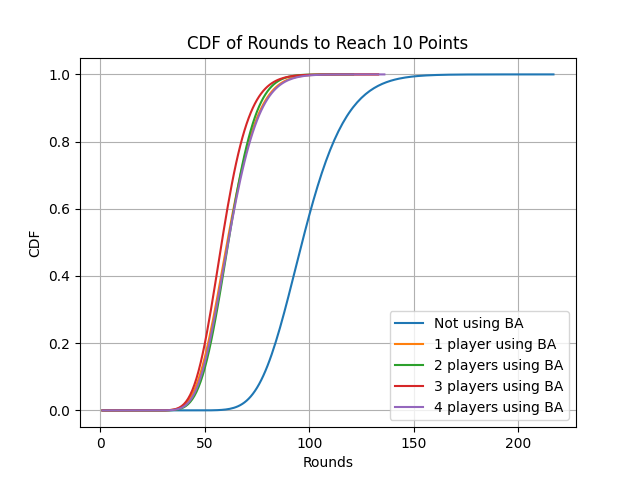 CDF of Rounds to Reach 10 Points
1.0
0.8
0.6
0.4
0.2
0.0
CDF
Not using BA
1 player using BA
2 players using BA
3 players using BA
4 players using BA
0 50 100 150 200
Rounds